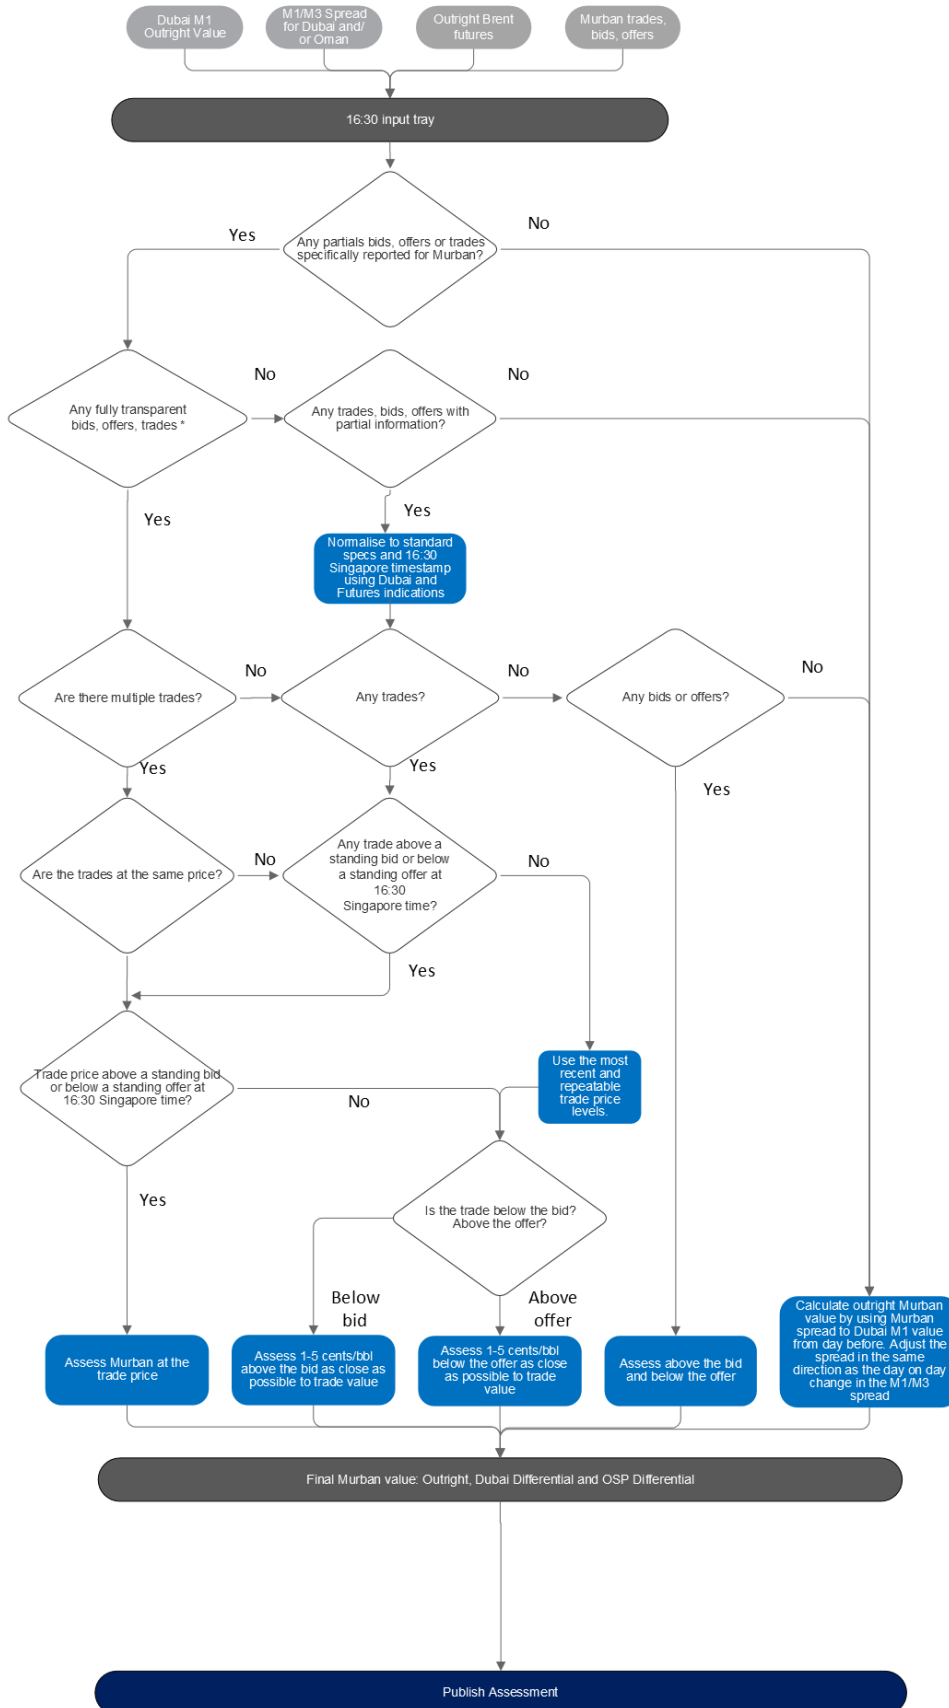 Dubai M1
Outright Value
M1/M3 Spread
for Dubai and/
or Oman
Outright Brent
futures
Murban trades,
bids, offers
16:30 input tray
Any partials bids, offers or trades
specifically reported for Murban?
Yes
No
Any fully transparent
bids, offers, trades *
No
Any trades, bids, offers with
partial information?
No
Yes
Yes
Normalise to standard
specs and 16:30
Singapore timestamp
using Dubai and
Futures indications
Are there multiple trades?
No
Any trades?
No
Any bids or offers?
No
Yes
Yes
Yes
Are the trades at the same price?
No
Any trade above a
standing bid or below
a standing offer at
16:30
Singapore time?
No
Yes
Trade price above a standing bid
or below a standing offer at
16:30 Singapore time?
No
Use the most
recent and
repeatable
trade price
levels.
Yes
Is the trade below the bid?
Above the offer?
Below
bid
Above
offer
Assess Murban at the
trade price
Assess 1-5 cents/bbl
above the bid as close as
possible to trade value
Assess 1-5 cents/bbl
below the offer as close
as possible to trade
value
Assess above the bid
and below the offer
Calculate outright Murban
value by using Murban
spread to Dubai M1 value
from day before. Adjust the
spread in the same
direction as the day on day
change in the M1/M3
spread
Final Murban value: Outright, Dubai Differential and OSP Differential
Publish Assessment